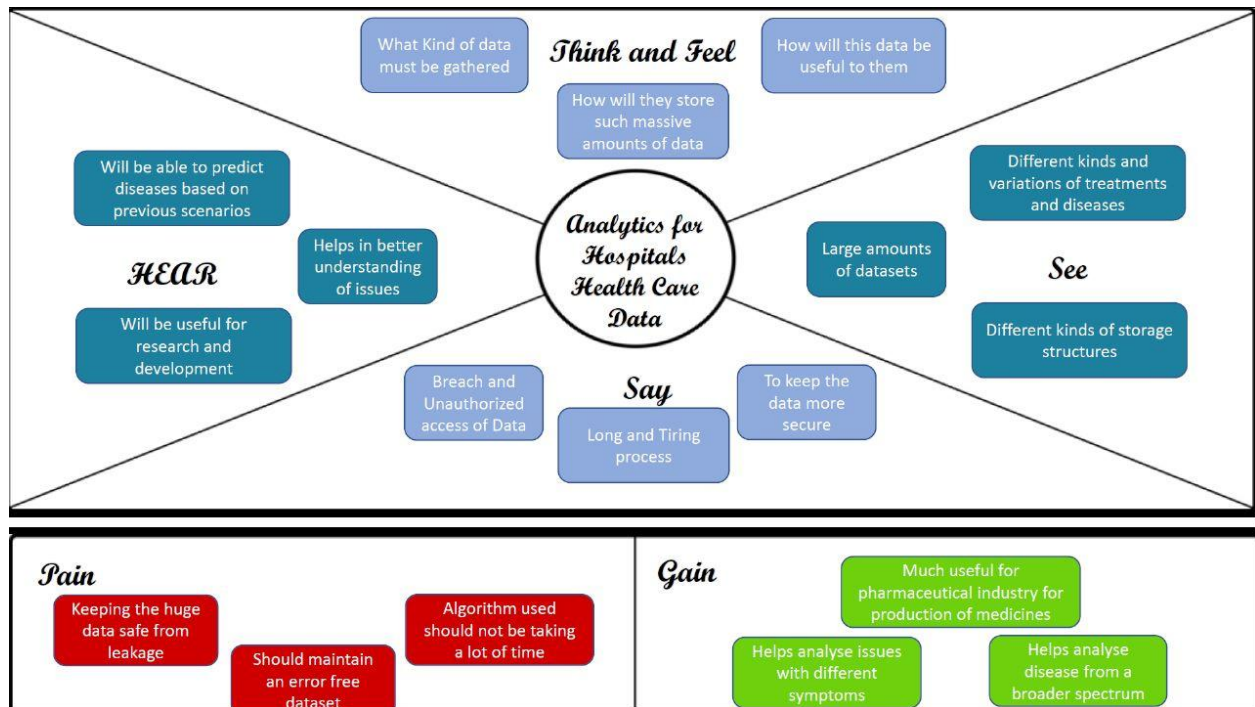 Think and Feel
What Kind of data
must be gathered
How will they store
such massive
amounts of data
How will this data be
useful to them
HEAR
Will be able to predict
diseases based on
previous scenarios
Helps in better
understanding
of issues
Will be useful for
research and
development
Analytics for
Hospitals
Health Care
Data
See
Different kinds and
variations of treatments
and diseases
Large amounts
of datasets
Different kinds of storage
structures
Say
Breach and
Unauthorized
access of Data
Long and Tiring
process
To keep the
data more
secure
Pain
Keeping the huge
data safe from
leakage
Should maintain
an error free
dataset
Algorithm used
should not be taking
a lot of time
Gain
Much useful for
pharmaceutical industry for
production of medicines
Helps analyse issues
with different
symptoms
Helps analyse
disease from a
broader spectrum